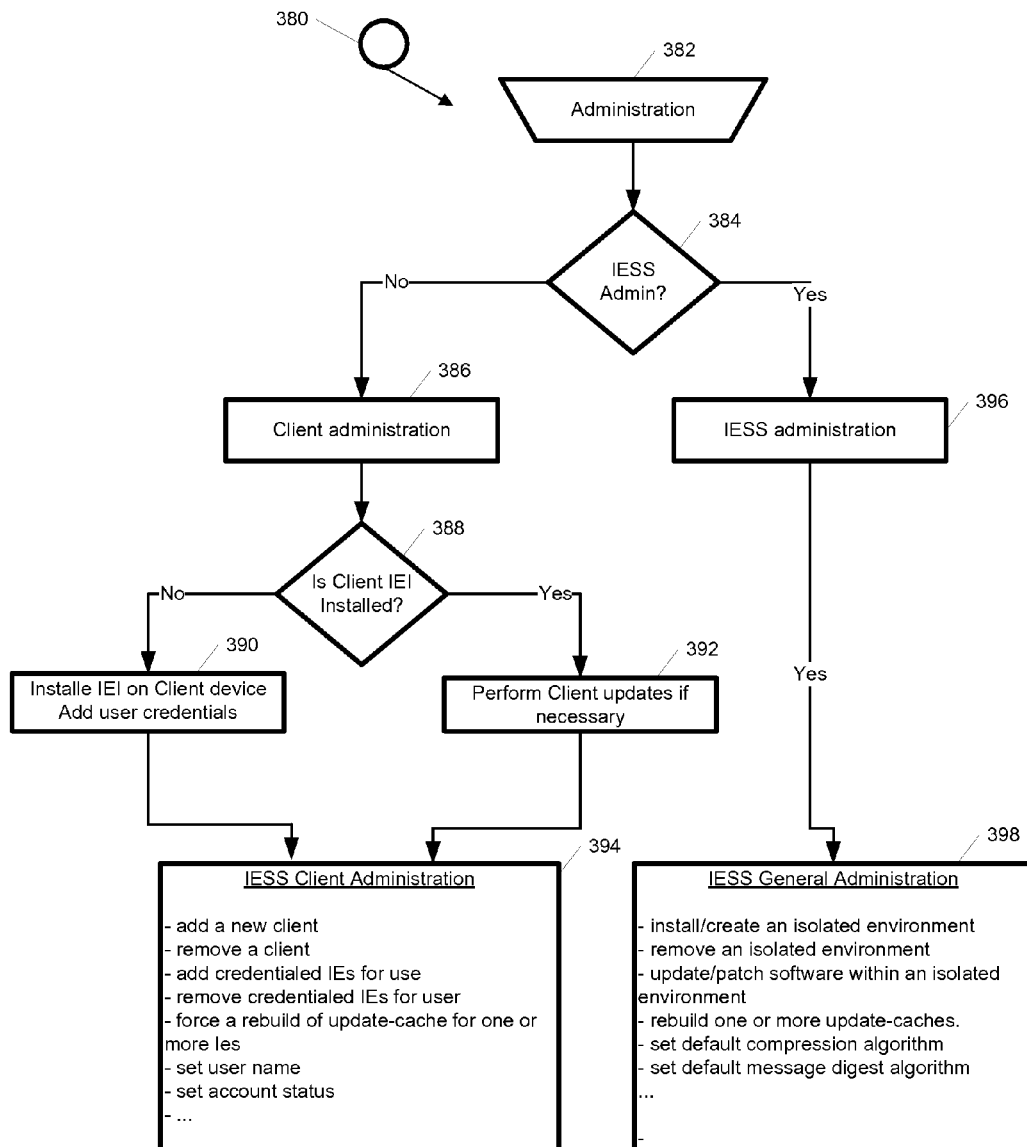 380
382
Administration
384
IESS
Admin?
No
Yes
386
Client administration
396
IESS administration
388
Is Client IEI
Installed?
No
Yes
390
Installe IEI on Client device
Add user credentials
392
Perform Client updates if
necessary
Yes
394
IESS Client Administration
- add a new client
- remove a client
- add credentialed IEs for use
- remove credentialed IEs for user
- force a rebuild of update-cache for one or
more Ies
- set user name
- set account status
- ...
398
IESS General Administration
- install/create an isolated environment
- remove an isolated environment
- update/patch software within an isolated
environment
- rebuild one or more update-caches.
- set default compression algorithm
- set default message digest algorithm
...
-